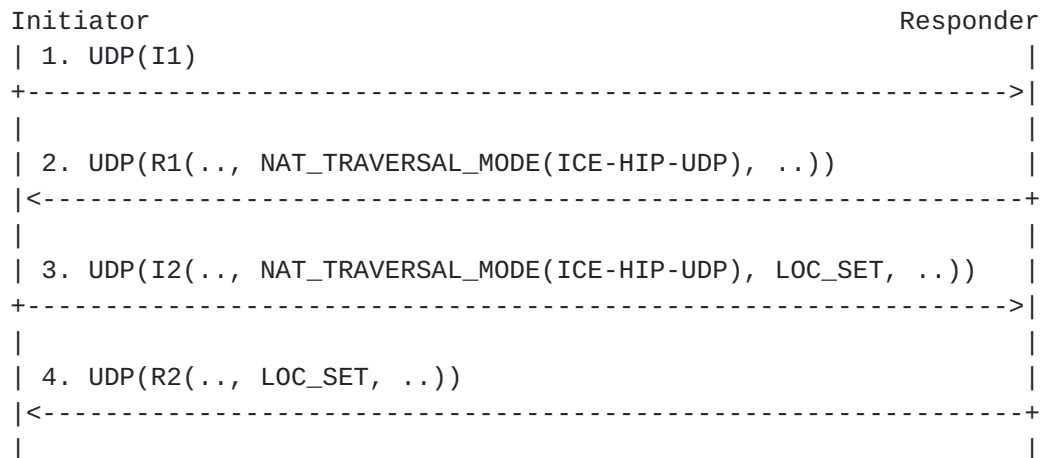 Initiator                                                  Responder
| 1. UDP(I1)                                                       |
+----------------------------------------------------------------->|
|                                                                  |
| 2. UDP(R1(.., NAT_TRAVERSAL_MODE(ICE-HIP-UDP), ..))              |
|<-----------------------------------------------------------------+
|                                                                  |
| 3. UDP(I2(.., NAT_TRAVERSAL_MODE(ICE-HIP-UDP), LOC_SET, ..))     |
+----------------------------------------------------------------->|
|                                                                  |
| 4. UDP(R2(.., LOC_SET, ..))                                      |
|<-----------------------------------------------------------------+
|                                                                  |